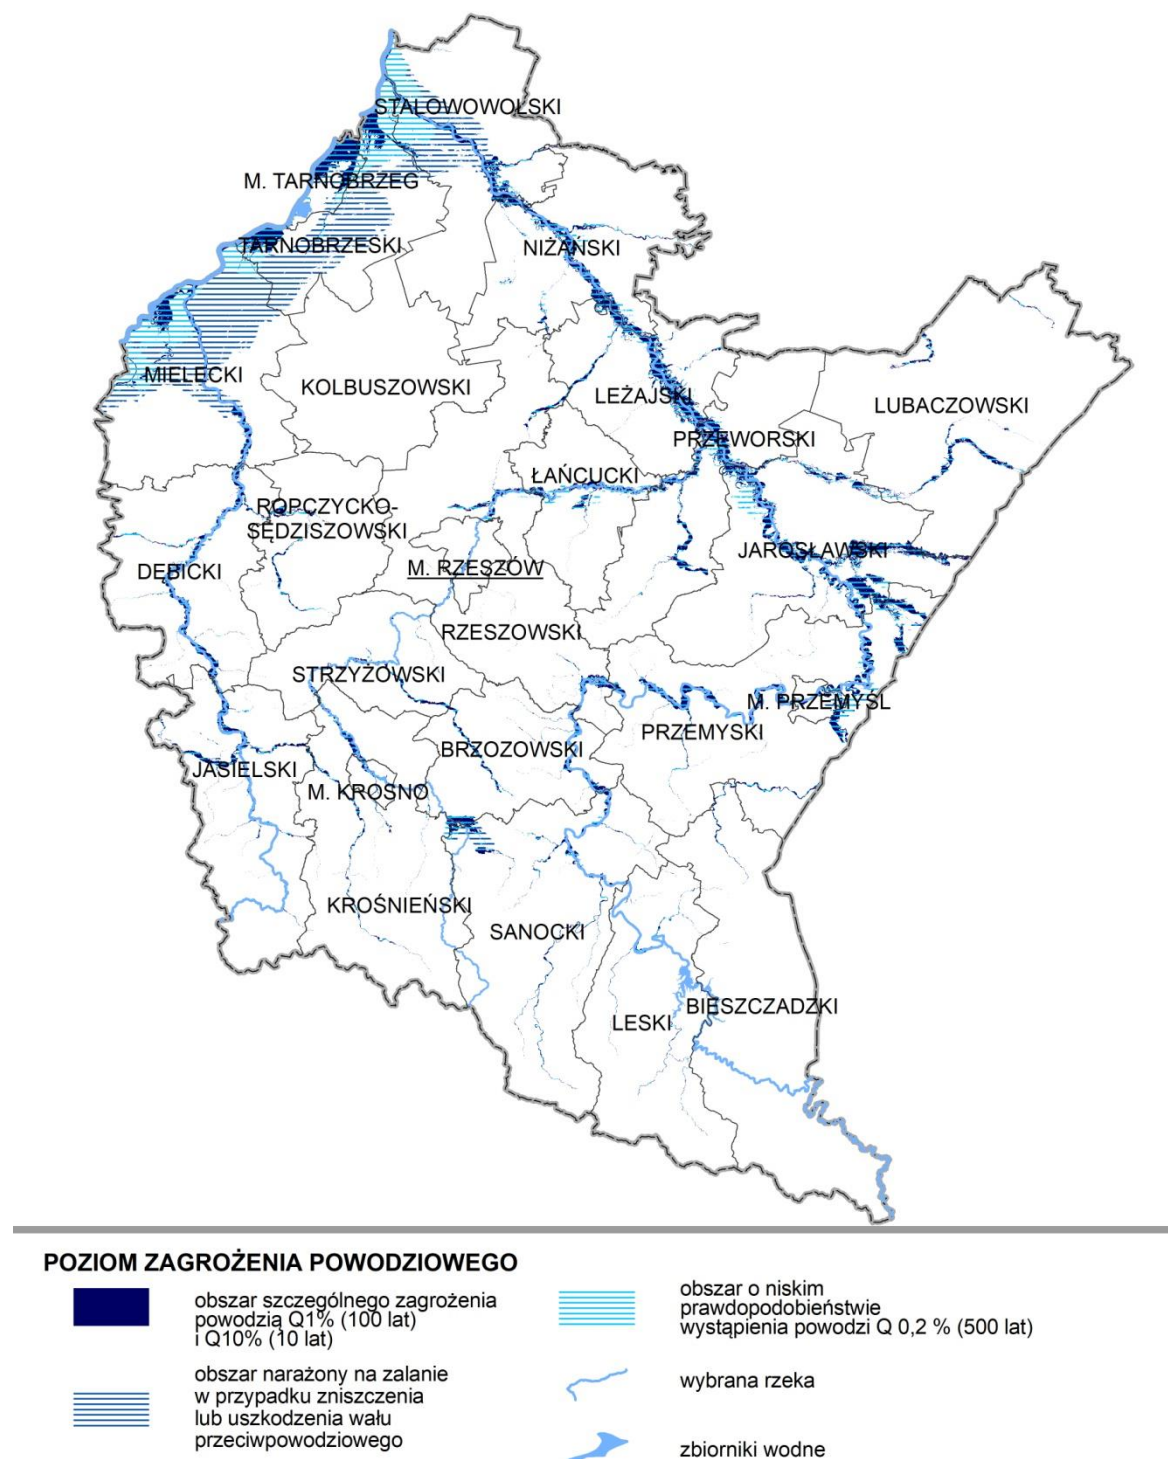 STALOWOWOLSKI
M. TARNOBRZEG
TARNOBRZESKI
NIŻAŃSKI
MIELECKI
KOLBUSZOWSKI
LEŻAJSKI
LUBACZOWSKI
PRZEWORSKI
ŁAŃCUCKI
ROPCZYCKO-
SĘDZISZOWSKI
JAROSŁAWSKI
DĘBICKI
M. RZESZÓW
RZESZOWSKI
STRZYŻOWSKI
M. PRZEMYŚL
PRZEMYSKI
BRZOZOWSKI
JASIELSKI
M. KROSNO
KROŚNIEŃSKI
SANOCKI
BIESZCZADZKI
LESKI
POZIOM ZAGROŻENIA POWODZIOWEGO
obszar szczególnego zagrożenia
powodzią Q1% (100 lat)
i Q10% (10 lat)
obszar narażony na zalanie
w przypadku zniszczenia
lub uszkodzenia wału
przeciwpowodziowego
obszar o niskim
prawdopodobieństwie
wystąpienia powodzi Q 0,2 % (500 lat)
wybrana rzeka
zbiorniki wodne